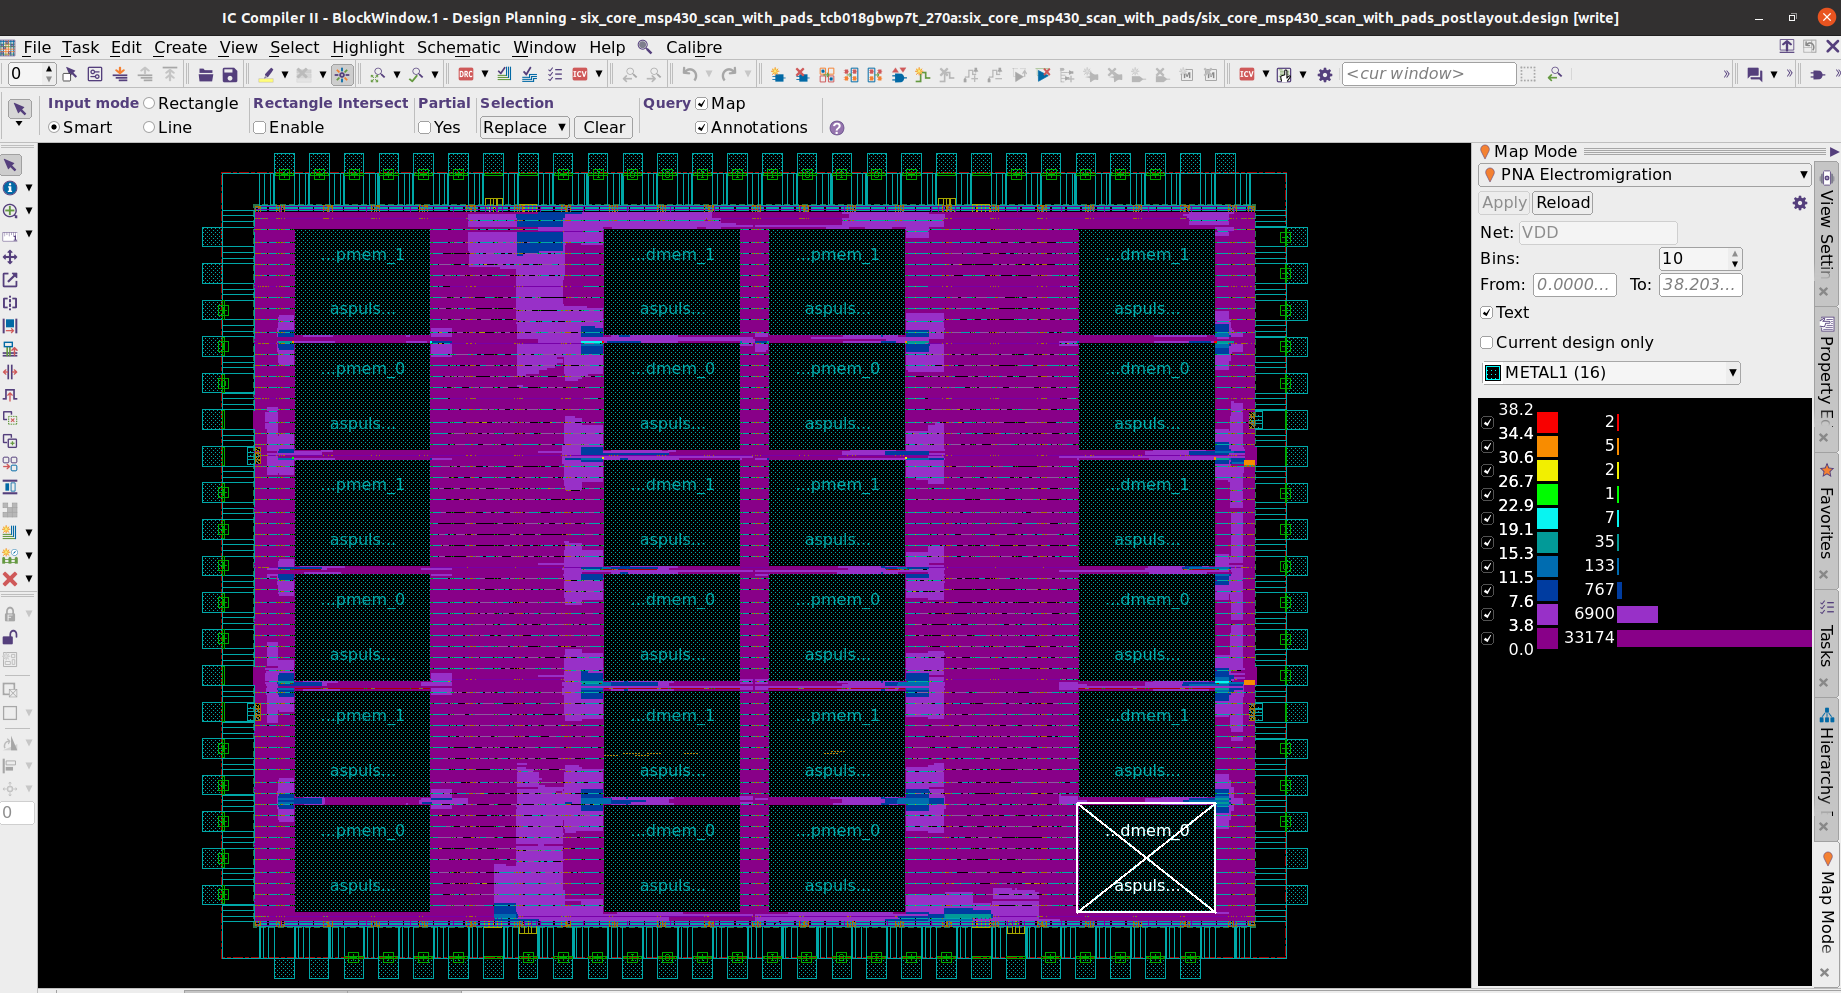 IC Compiler II - BlockWindow.1 - Design Planning - six_core_msp430_scan_with_pads_tcb018gbwp7t_270a:six_core_msp430_scan_with_pads/six_core_msp430_scan_with_pads_postlayout.design [write]
File Task Edit Create View Select Highlight Schematic Window Help Calibre
0 DRC ICV ICV <cur window>
Input mode Rectangle Rectangle Intersect Partial Selection Query Map
Smart Line Enable Yes Replace Clear Annotations
...pmem_1 ...dmem_1 ...pmem_1 ...dmem_1
aspuls... aspuls... aspuls... aspuls...
...pmem_0 ...dmem_0 ...pmem_0 ...dmem_0
aspuls... aspuls... aspuls... aspuls...
...pmem_1 ...dmem_1 ...pmem_1 ...dmem_1
aspuls... aspuls... aspuls... aspuls...
...pmem_0 ...dmem_0 ...pmem_0 ...dmem_0
aspuls... aspuls... aspuls... aspuls...
...pmem_1 ...dmem_1 ...pmem_1 ...dmem_1
aspuls... aspuls... aspuls... aspuls...
...pmem_0 ...dmem_0 ...pmem_0 ...dmem_0
aspuls... aspuls... aspuls... aspuls...
0
Map Mode
PNA Electromigration
Apply Reload
Net: VDD
Bins: 10
From: 0.0000... To: 38.203...
Text
Current design only
METAL1 (16)
38.2
2
34.4
5
30.6
2
26.7
1
22.9
7
19.1
35
15.3
133
11.5
767
7.6
6900
3.8
33174
0.0
View Settin
Property E
Favorites
Tasks
Hierarchy
Map Mode